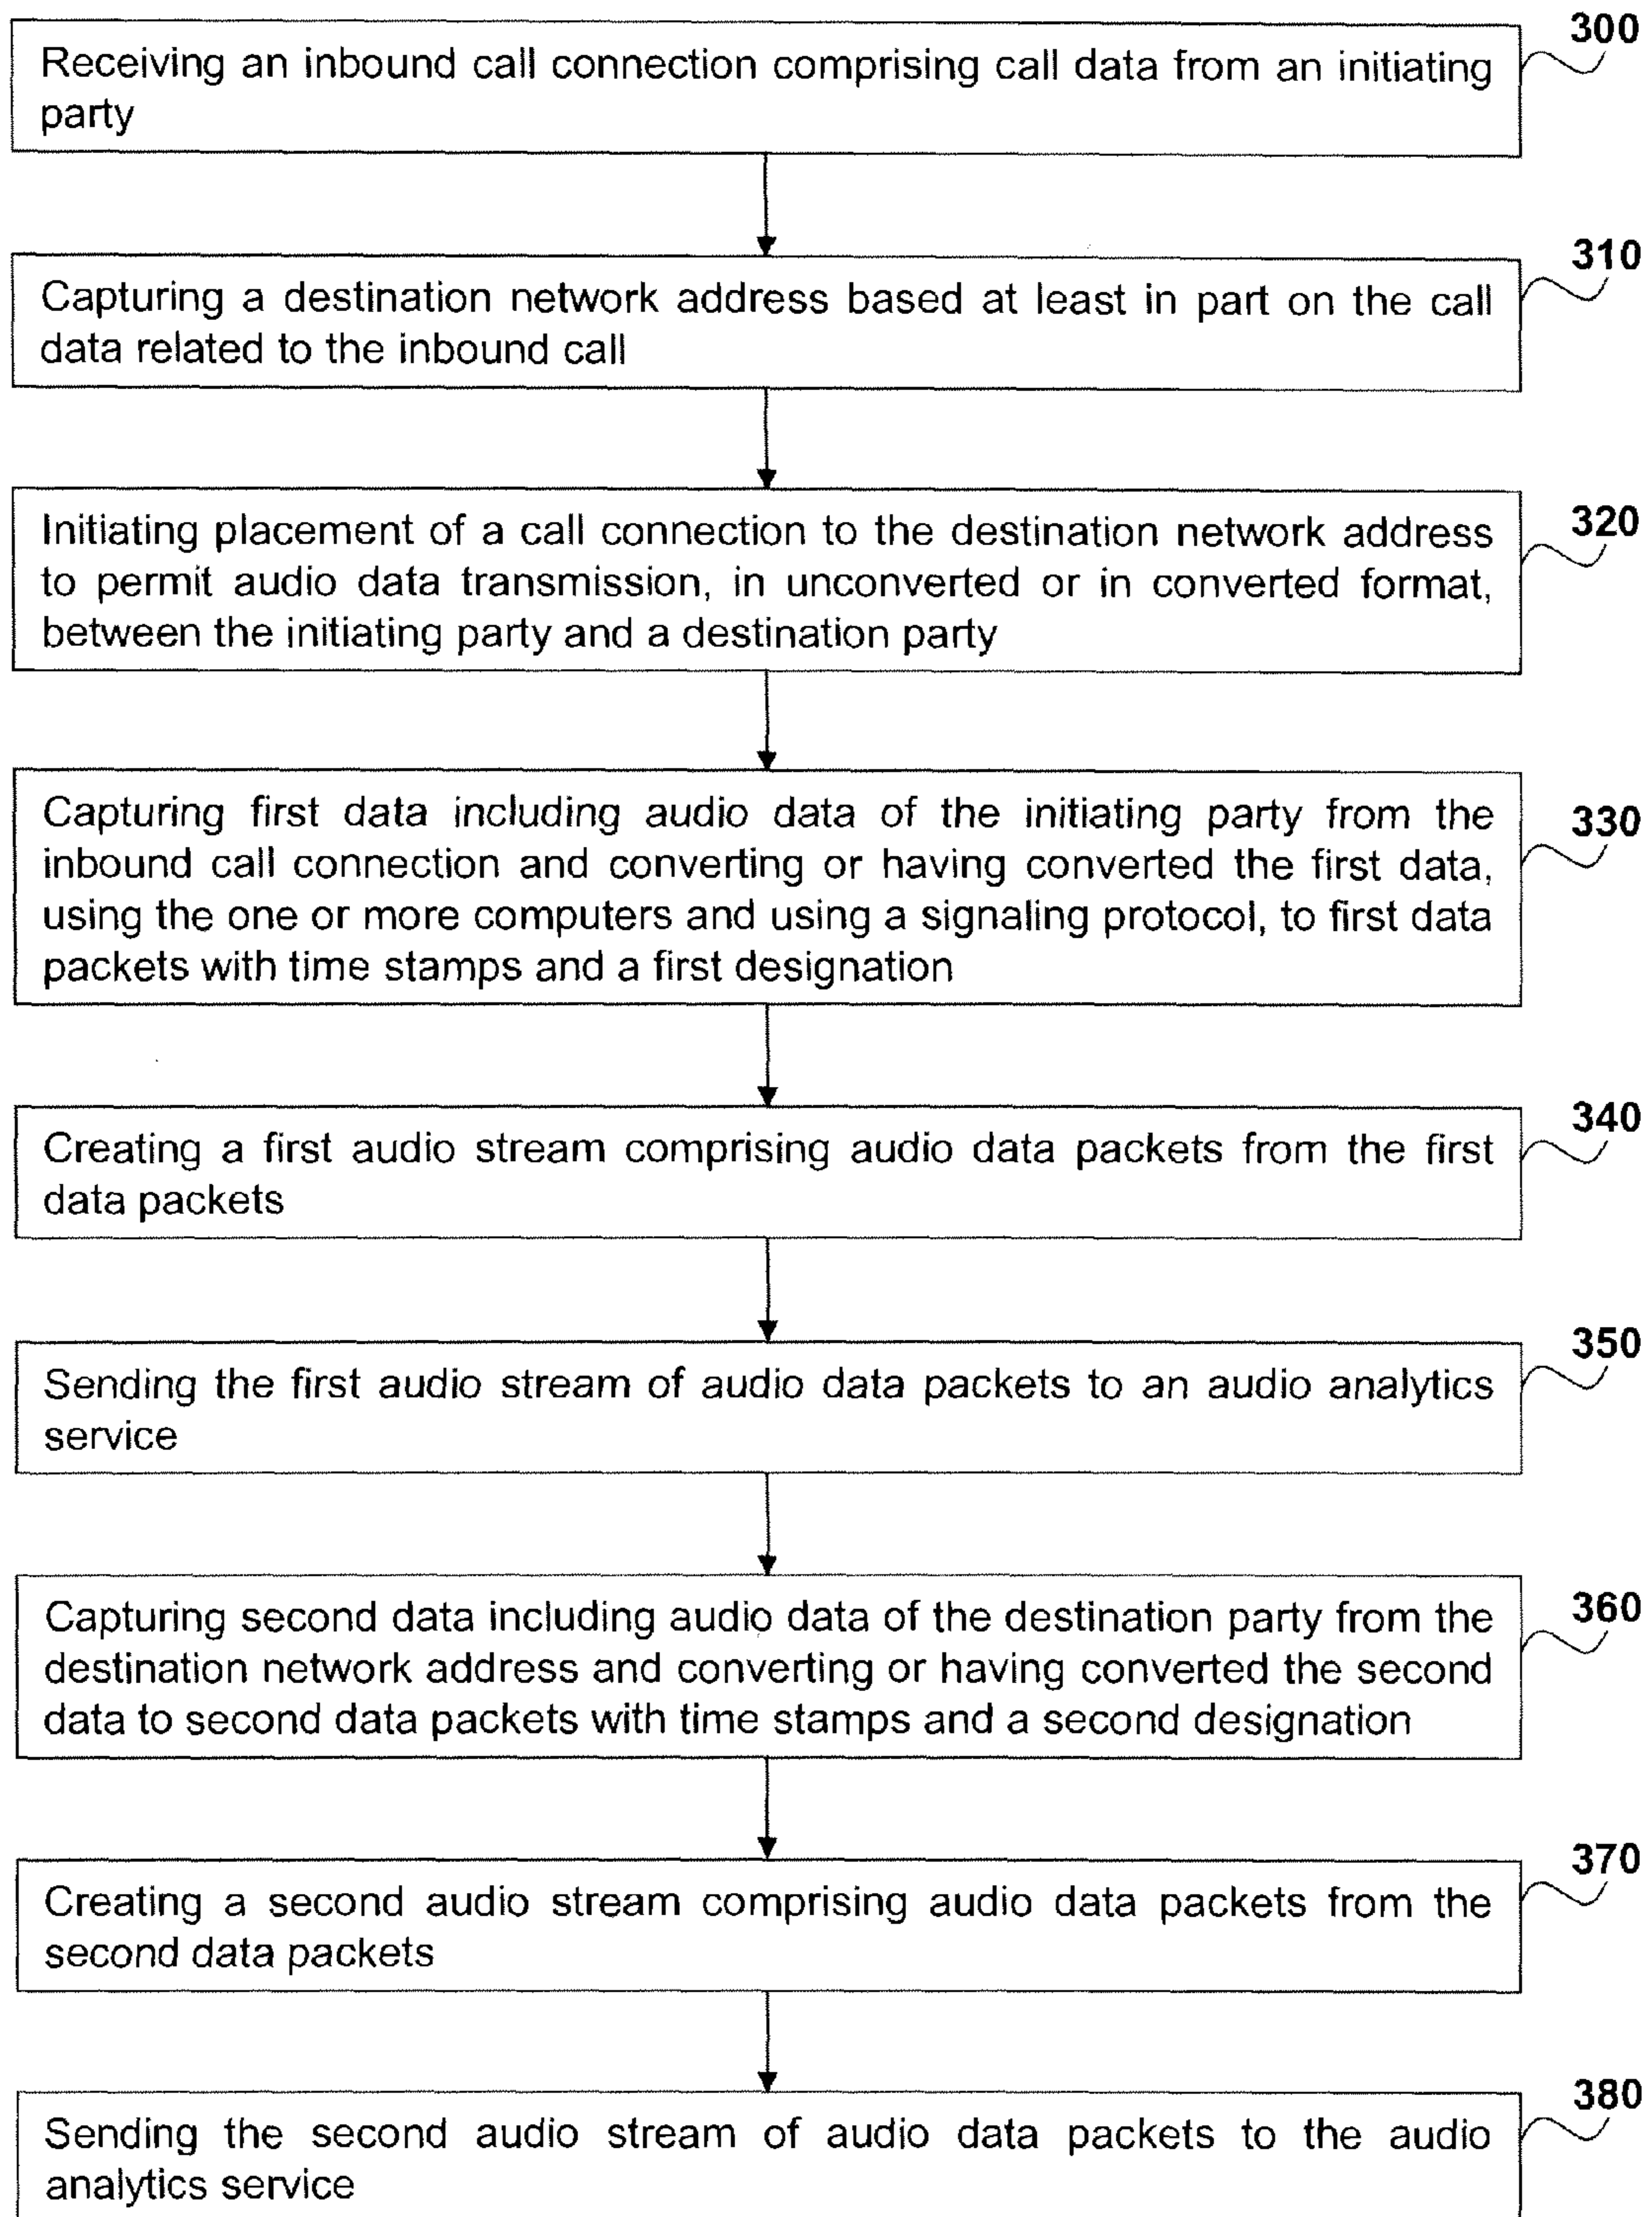 300
Receiving an inbound call connection comprising call data from an initiating
party
310
Capturing a destination network address based at least in part on the call
data related to the inbound call
320
Initiating placement of a call connection to the destination network address
to permit audio data transmission, in unconverted or in converted format,
between the initiating party and a destination party
330
Capturing first data including audio data of the initiating party from the
inbound call connection and converting or having converted the first data,
using the one or more computers and using a signaling protocol, to first data
packets with time stamps and a first designation
340
Creating a first audio stream comprising audio data packets from the first
data packets
350
Sending the first audio stream of audio data packets to an audio analytics
service
360
Capturing second data including audio data of the destination party from the
destination network address and converting or having converted the second
data to second data packets with time stamps and a second designation
370
Creating a second audio stream comprising audio data packets from the
second data packets
380
Sending the second audio stream of audio data packets to the audio
analytics service